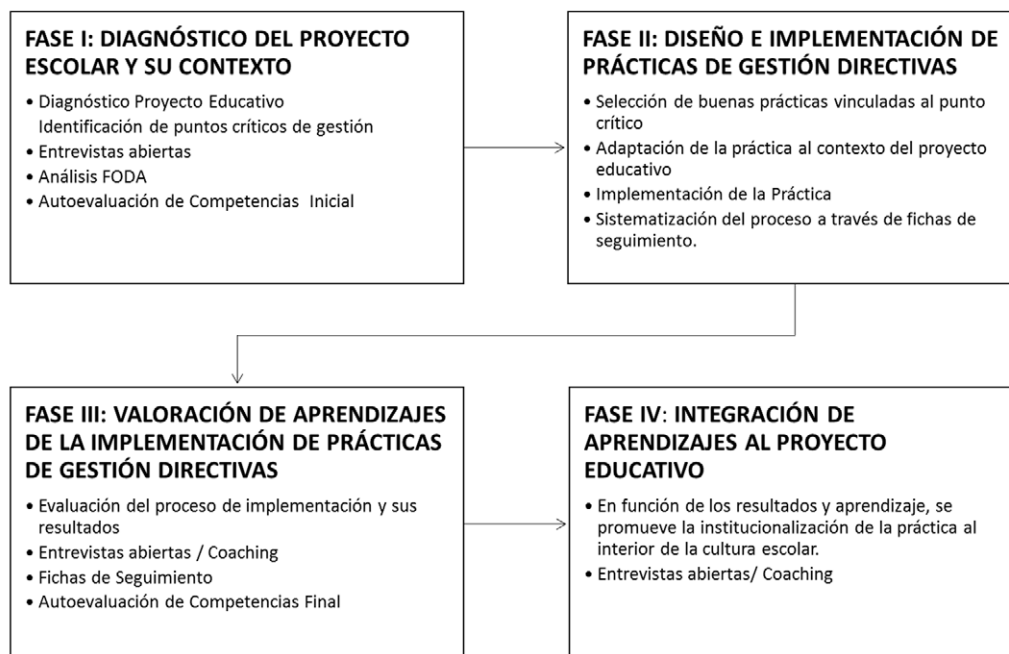 FASE I: DIAGNÓSTICO DEL PROYECTO
ESCOLAR Y SU CONTEXTO
• Diagnóstico Proyecto Educativo
Identificación de puntos críticos de gestión
• Entrevistas abiertas
• Análisis FODA
• Autoevaluación de Competencias Inicial
FASE II: DISEÑO E IMPLEMENTACIÓN DE
PRÁCTICAS DE GESTIÓN DIRECTIVAS
• Selección de buenas prácticas vinculadas al punto
crítico
• Adaptación de la práctica al contexto del proyecto
educativo
• Implementación de la Práctica
• Sistematización del proceso a través de fichas de
seguimiento.
FASE III: VALORACIÓN DE APRENDIZAJES
DE LA IMPLEMENTACIÓN DE PRÁCTICAS
DE GESTIÓN DIRECTIVAS
• Evaluación del proceso de implementación y sus
resultados
• Entrevistas abiertas / Coaching
• Fichas de Seguimiento
• Autoevaluación de Competencias Final
FASE IV: INTEGRACIÓN DE
APRENDIZAJES AL PROYECTO
EDUCATIVO
• En función de los resultados y aprendizaje, se
promueve la institucionalización de la práctica al
interior de la cultura escolar.
• Entrevistas abiertas/ Coaching